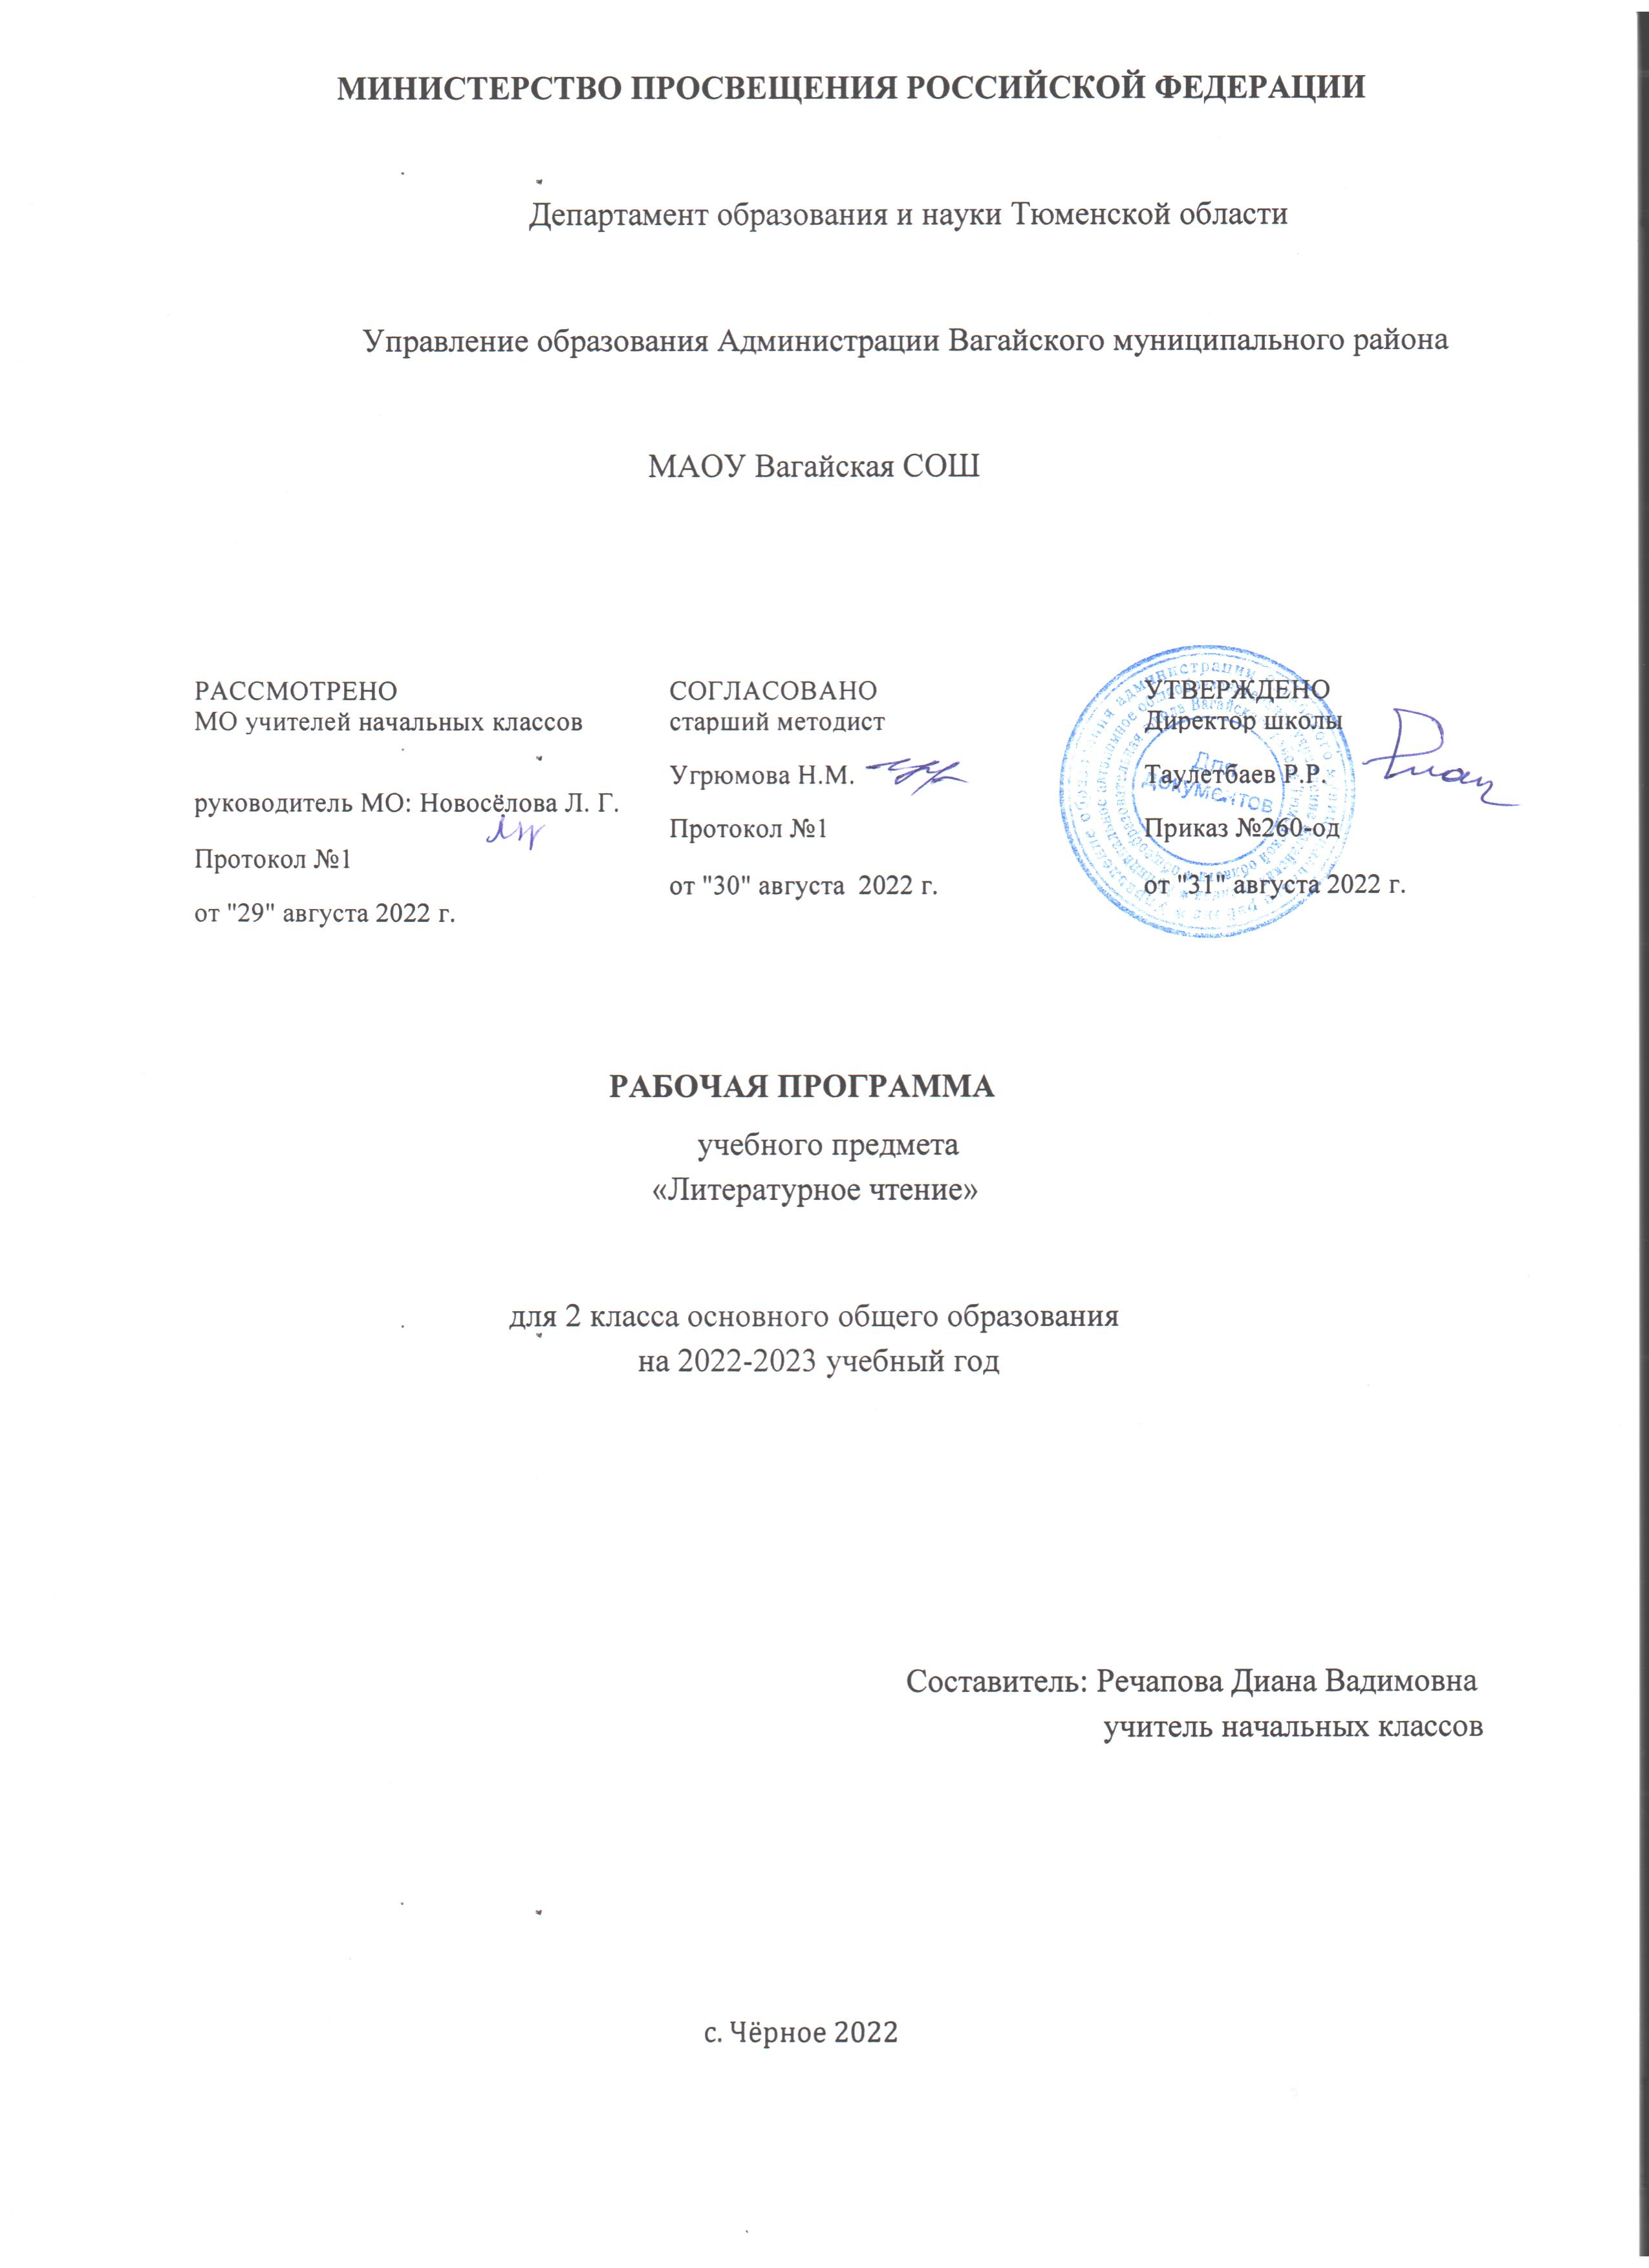 МИНИСТЕРСТВО ПРОСВЕЩЕНИЯ РОССИЙСКОЙ ФЕДЕРАЦИИ
Департамент образования и науки Тюменской области
Управление образования Администрации Вагайского муниципального района
МАОУ Вагайская СОШ
РАССМОТРЕНО
МО учителей начальных классов
руководитель МО: Новосёлова Л. Г.
Протокол №1
от "29" августа 2022 г.
СОГЛАСОВАНО
старший методист
Угрюмова Н.М.
Протокол №1
от "30" августа 2022 г.
УТВЕРЖДЕНО
Директор школы
Таулетбаев Р.Р.
Приказ №260-од
от "31" августа 2022 г.
Для
документов
РАБОЧАЯ ПРОГРАММА
учебного предмета
«Литературное чтение»
для 2 класса основного общего образования
на 2022-2023 учебный год
Составитель: Речапова Диана Вадимовна
учитель начальных классов
с. Чёрное 2022